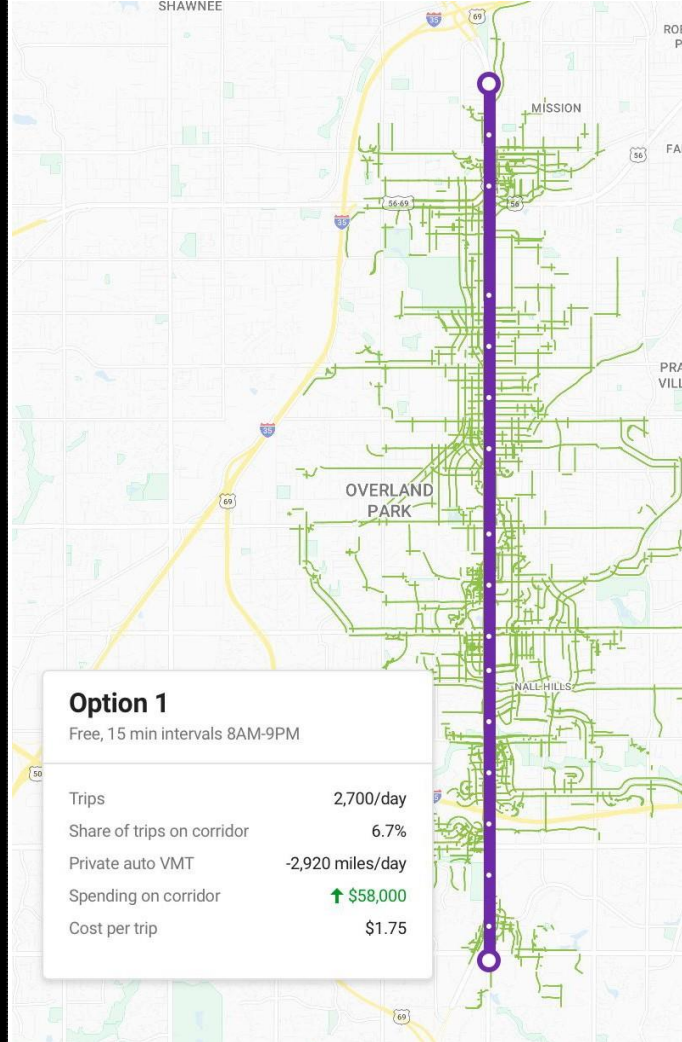 SHAWNEE
69
35
MISSION
56
56-69
56
35
35
OVERLAND
PARK
69
NALL HILLS
Option 1
Free, 15 min intervals 8AM-9PM
50
Trips 2,700/day
Share of trips on corridor 6.7%
Private auto VMT -2,920 miles/day
Spending on corridor ↑ $58,000
Cost per trip $1.75
69